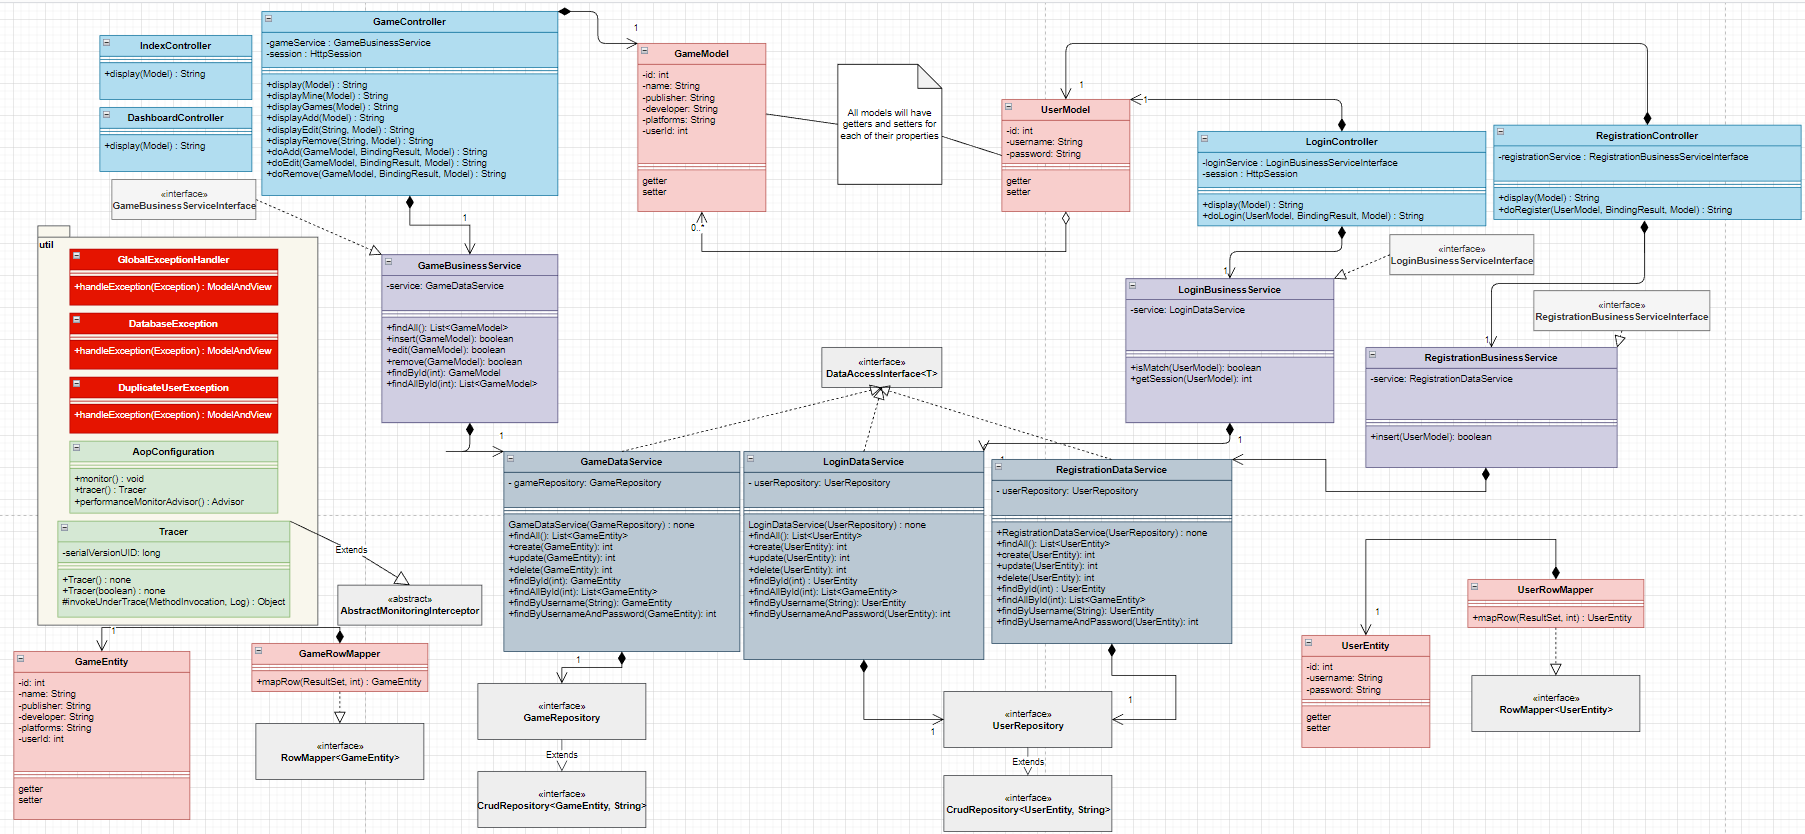 IndexController
+display(Model) : String
DashboardController
+display(Model) : String
GameController
-gameService : GameBusinessService
-session : HttpSession
+display(Model) : String
+displayMine(Model) : String
+displayGames(Model) : String
+displayAdd(Model) : String
+displayEdit(String, Model) : String
+displayRemove(String, Model) : String
+doAdd(GameModel, BindingResult, Model) : String
+doEdit(GameModel, BindingResult, Model) : String
+doRemove(GameModel, BindingResult, Model) : String
1
GameModel
-id: int
-name: String
-publisher: String
-developer: String
-platforms: String
-userId: int
getter
setter
0..*
All models will have
getters and setters for
each of their properties
1
UserModel
-id: int
-username: String
-password: String
getter
setter
1
LoginController
-loginService : LoginBusinessServiceInterface
-session : HttpSession
+display(Model) : String
+doLogin(UserModel, BindingResult, Model) : String
RegistrationController
-registrationService : RegistrationBusinessServiceInterface
+display(Model) : String
+doRegister(UserModel, BindingResult, Model) : String
«interface»
GameBusinessServiceInterface
1
util
GlobalExceptionHandler
+handleException(Exception) : ModelAndView
DatabaseException
+handleException(Exception) : ModelAndView
DuplicateUserException
+handleException(Exception) : ModelAndView
AopConfiguration
+monitor() : void
+tracer() : Tracer
+performanceMonitorAdvisor() : Advisor
Tracer
-serialVersionUID: long
+Tracer() : none
+Tracer(boolean) : none
#invokeUnderTrace(MethodInvocation, Log) : Object
Extends
«abstract»
AbstractMonitoringInterceptor
GameBusinessService
-service: GameDataService
+findAll(): List<GameModel>
+insert(GameModel): boolean
+edit(GameModel): boolean
+remove(GameModel): boolean
+findById(int): GameModel
+findAllById(int): List<GameModel>
1
«interface»
DataAccessInterface<T>
1
LoginBusinessService
-service: LoginDataService
+isMatch(UserModel): boolean
+getSession(UserModel): int
1
«interface»
LoginBusinessServiceInterface
«interface»
RegistrationBusinessServiceInterface
1
RegistrationBusinessService
-service: RegistrationDataService
+insert(UserModel): boolean
GameDataService
- gameRepository: GameRepository
GameDataService(GameRepository) : none
+findAll(): List<GameEntity>
+create(GameEntity): int
+update(GameEntity): int
+delete(GameEntity): int
+findById(int): GameEntity
+findAllById(int): List<GameEntity>
+findByUsername(String): GameEntity
+findByUsernameAndPassword(GameEntity): int
LoginDataService
- userRepository: UserRepository
LoginDataService(UserRepository) : none
+findAll(): List<UserEntity>
+create(UserEntity): int
+update(UserEntity): int
+delete(UserEntity): int
+findById(int) : UserEntity
+findAllById(int): List<GameEntity>
+findByUsername(String): UserEntity
+findByUsernameAndPassword(UserEntity): int
1
RegistrationDataService
- userRepository: UserRepository
+RegistrationDataService(UserRepository) : none
+findAll(): List<UserEntity>
+create(UserEntity): int
+update(UserEntity): int
+delete(UserEntity): int
+findById(int) : UserEntity
+findAllById(int): List<GameEntity>
+findByUsername(String): UserEntity
+findByUsernameAndPassword(UserEntity): int
1
GameEntity
-id: int
-name: String
-publisher: String
-developer: String
-platforms: String
-userId: int
getter
setter
GameRowMapper
+mapRow(ResultSet, int) : GameEntity
«interface»
RowMapper<GameEntity>
1
«interface»
GameRepository
Extends
«interface»
CrudRepository<GameEntity, String>
1
1
«interface»
UserRepository
Extends
«interface»
CrudRepository<UserEntity, String>
1
UserEntity
-id: int
-username: String
-password: String
getter
setter
UserRowMapper
+mapRow(ResultSet, int) : UserEntity
«interface»
RowMapper<UserEntity>